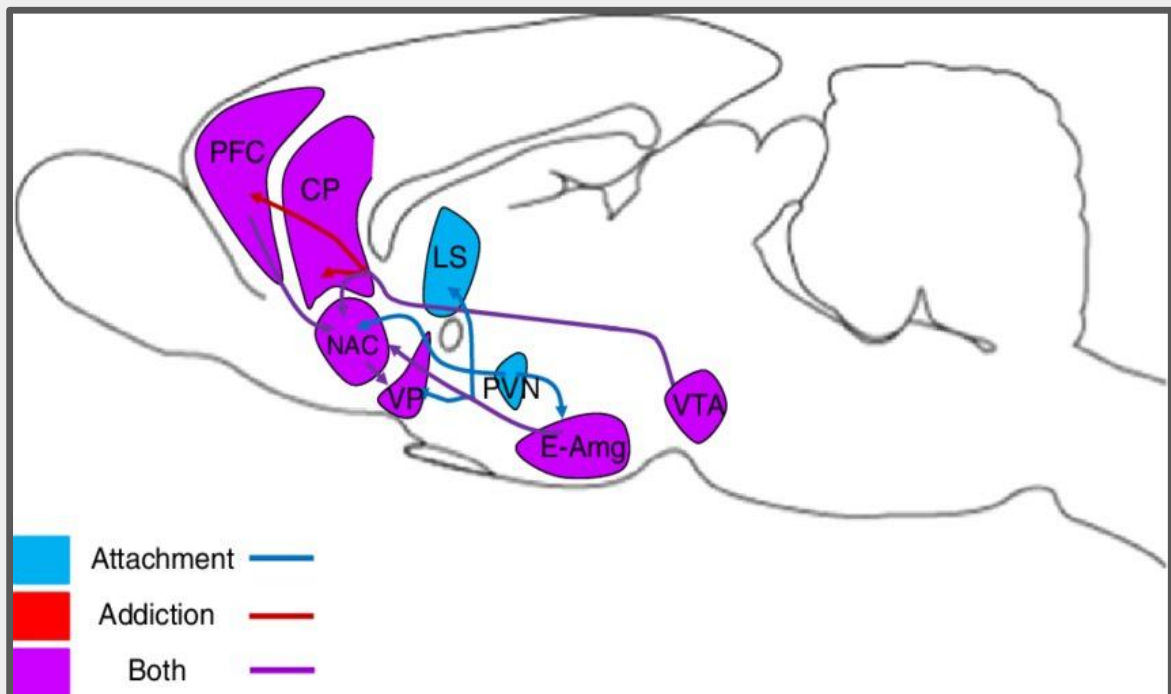 PFC
CP
LS
NAC
PVN
VP
VTA
E-Amg
Attachment
Addiction
Both